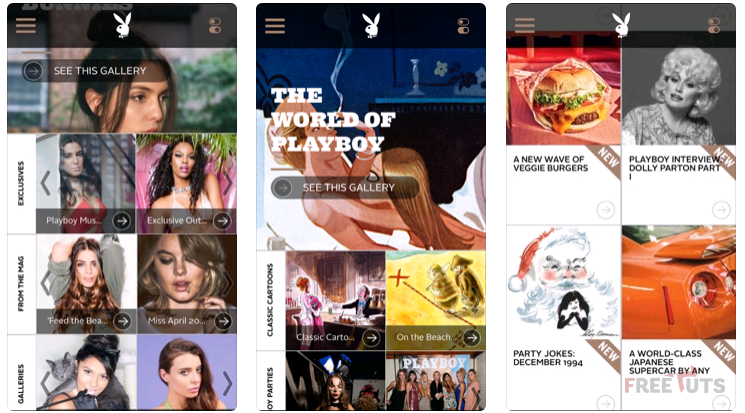 BUNNIES
SEE THIS GALLERY
EXCLUSIVES
Playboy Mus...
Exclusive Out...
FROM THE MAG
'Feed the Bea...
Miss April 20...
GALLERIES
THE
WORLD OF
PLAYBOY
SEE THIS GALLERY
CLASSIC CARTOONS
Classic Carto...
On the Beach...
OY PARTIES
PLAYBOY
NEW
A NEW WAVE OF
VEGGIE BURGERS
NEW
PLAYBOY INTERVIEW:
DOLLY PARTON PART
I
NEW
PARTY JOKES:
DECEMBER 1994
NEW
A WORLD-CLASS
JAPANESE
SUPERCAR BY ANY
FREETUTS